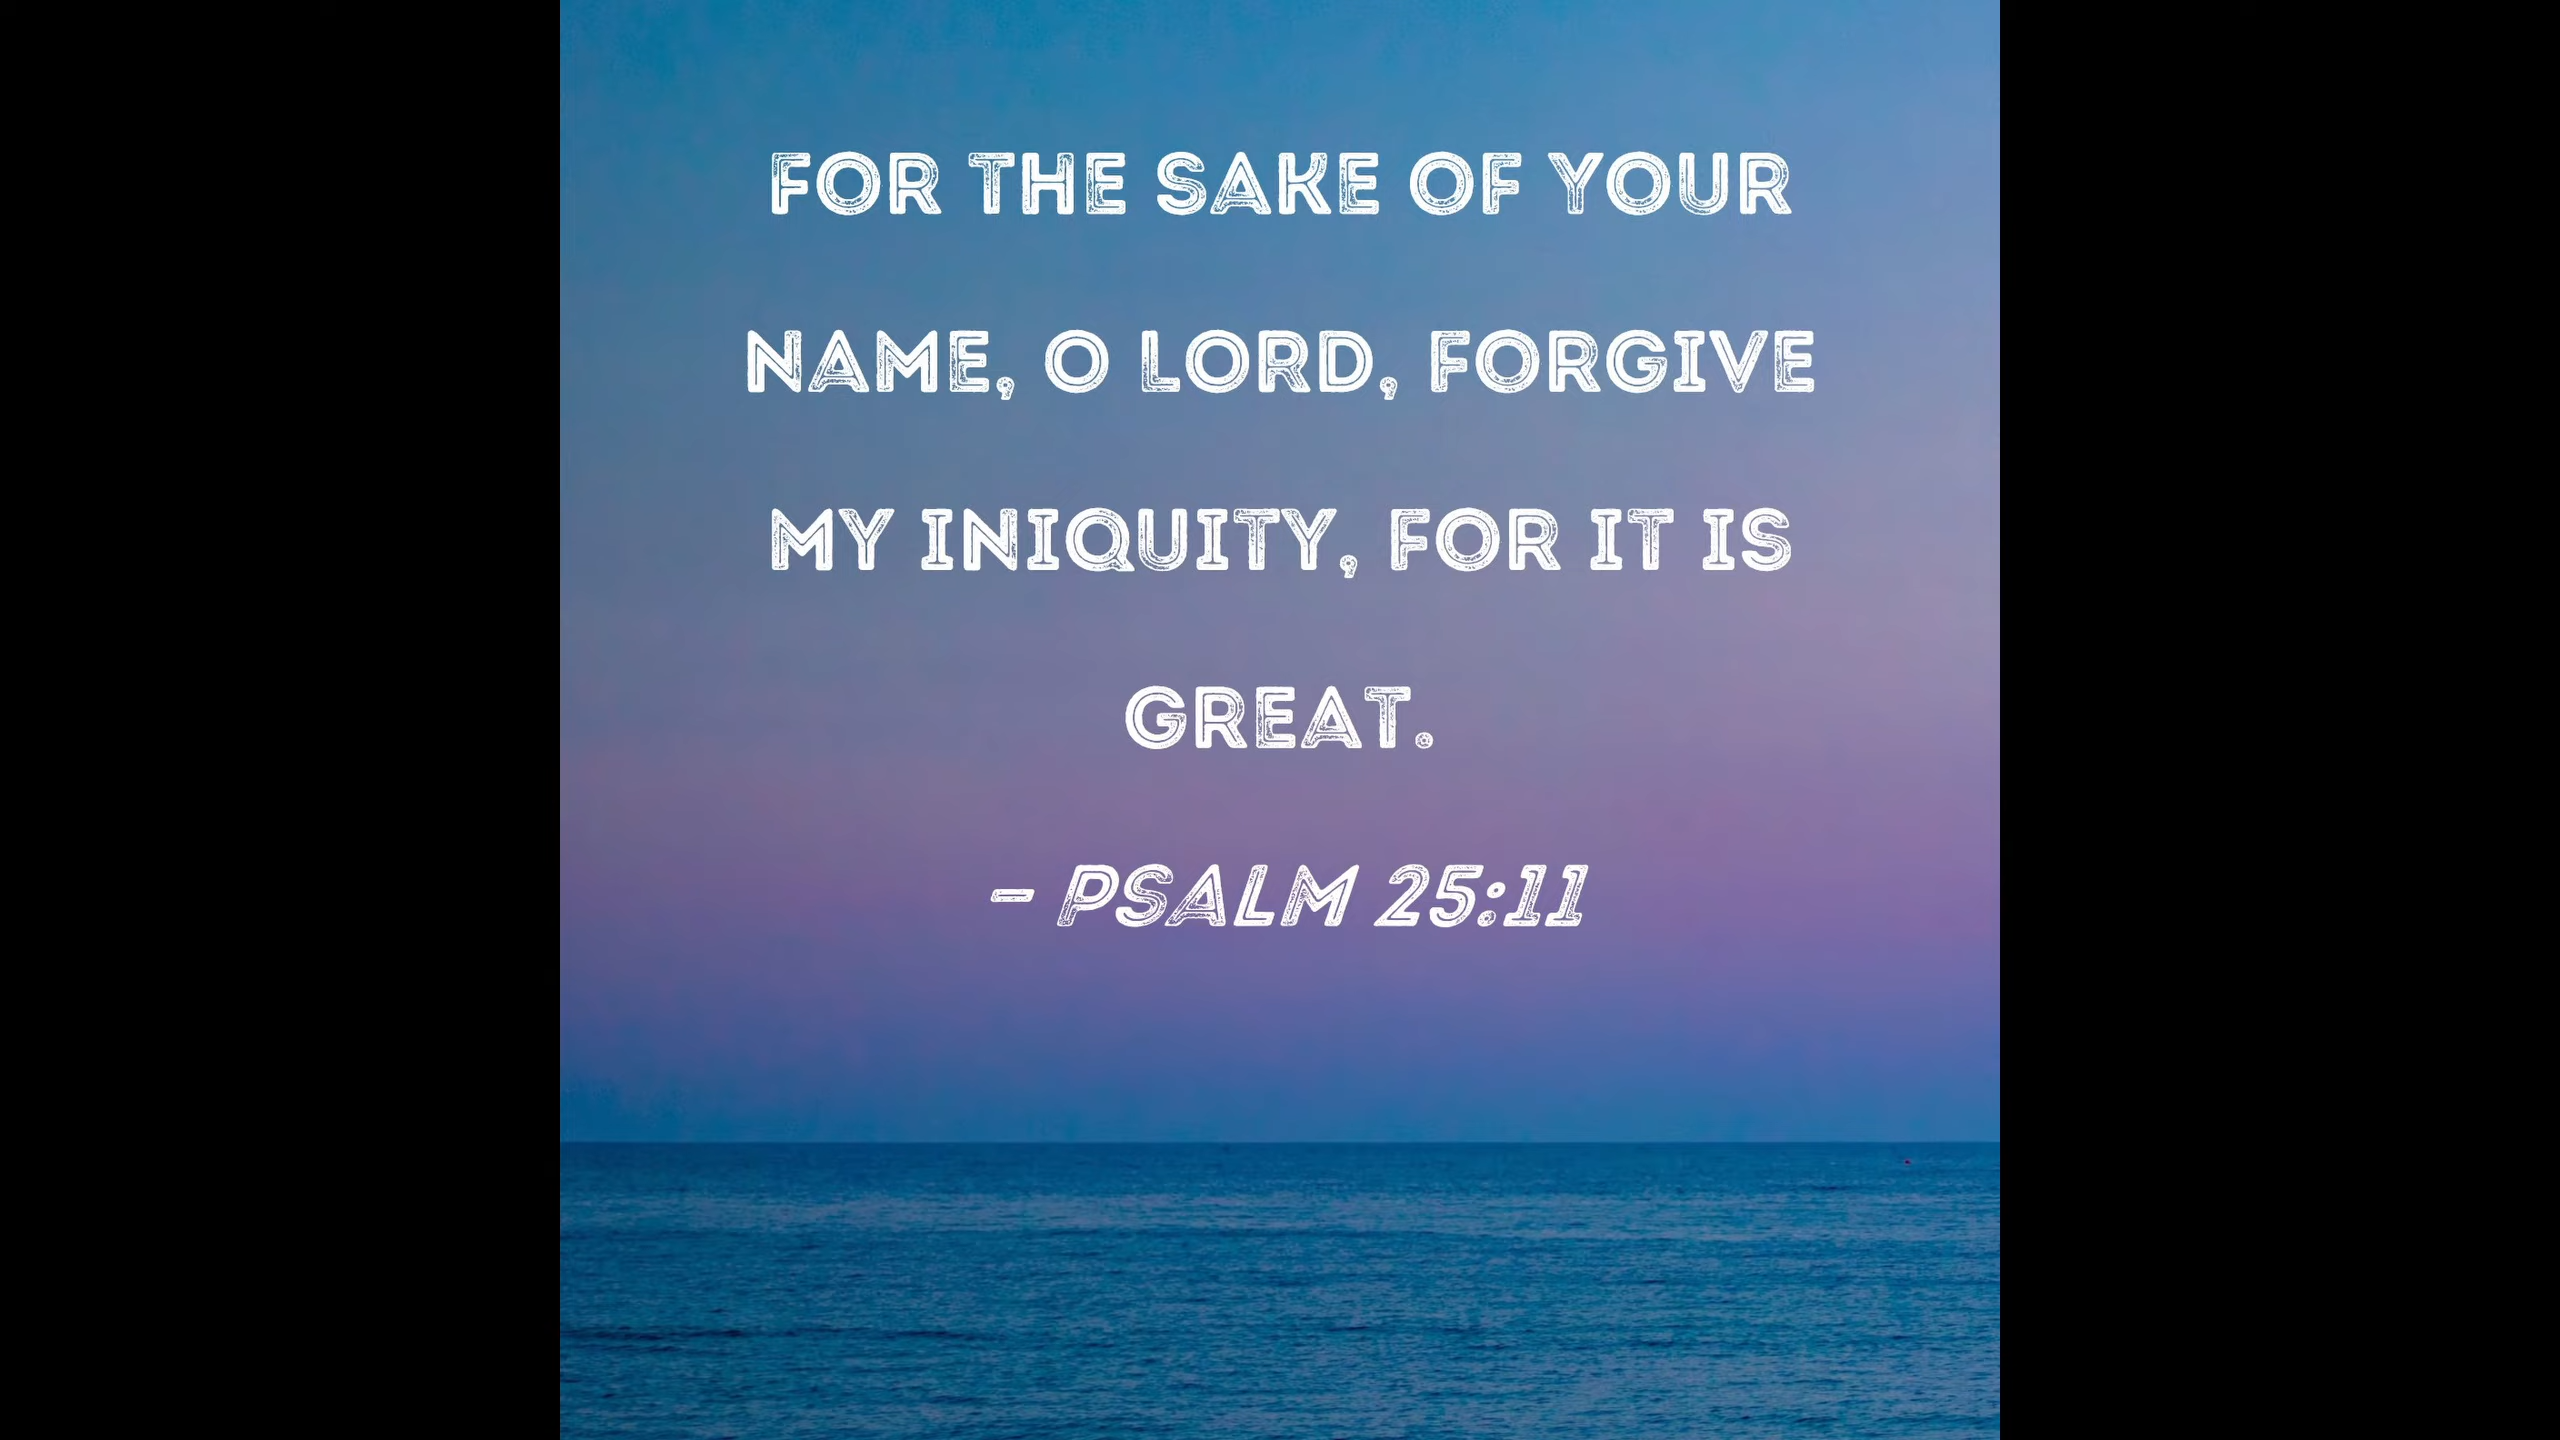 FOR THE SAKE OF YOUR
NAME, O LORD, FORGIVE
MY INIQUITY, FOR IT IS
GREAT.
– PSALM 25:11